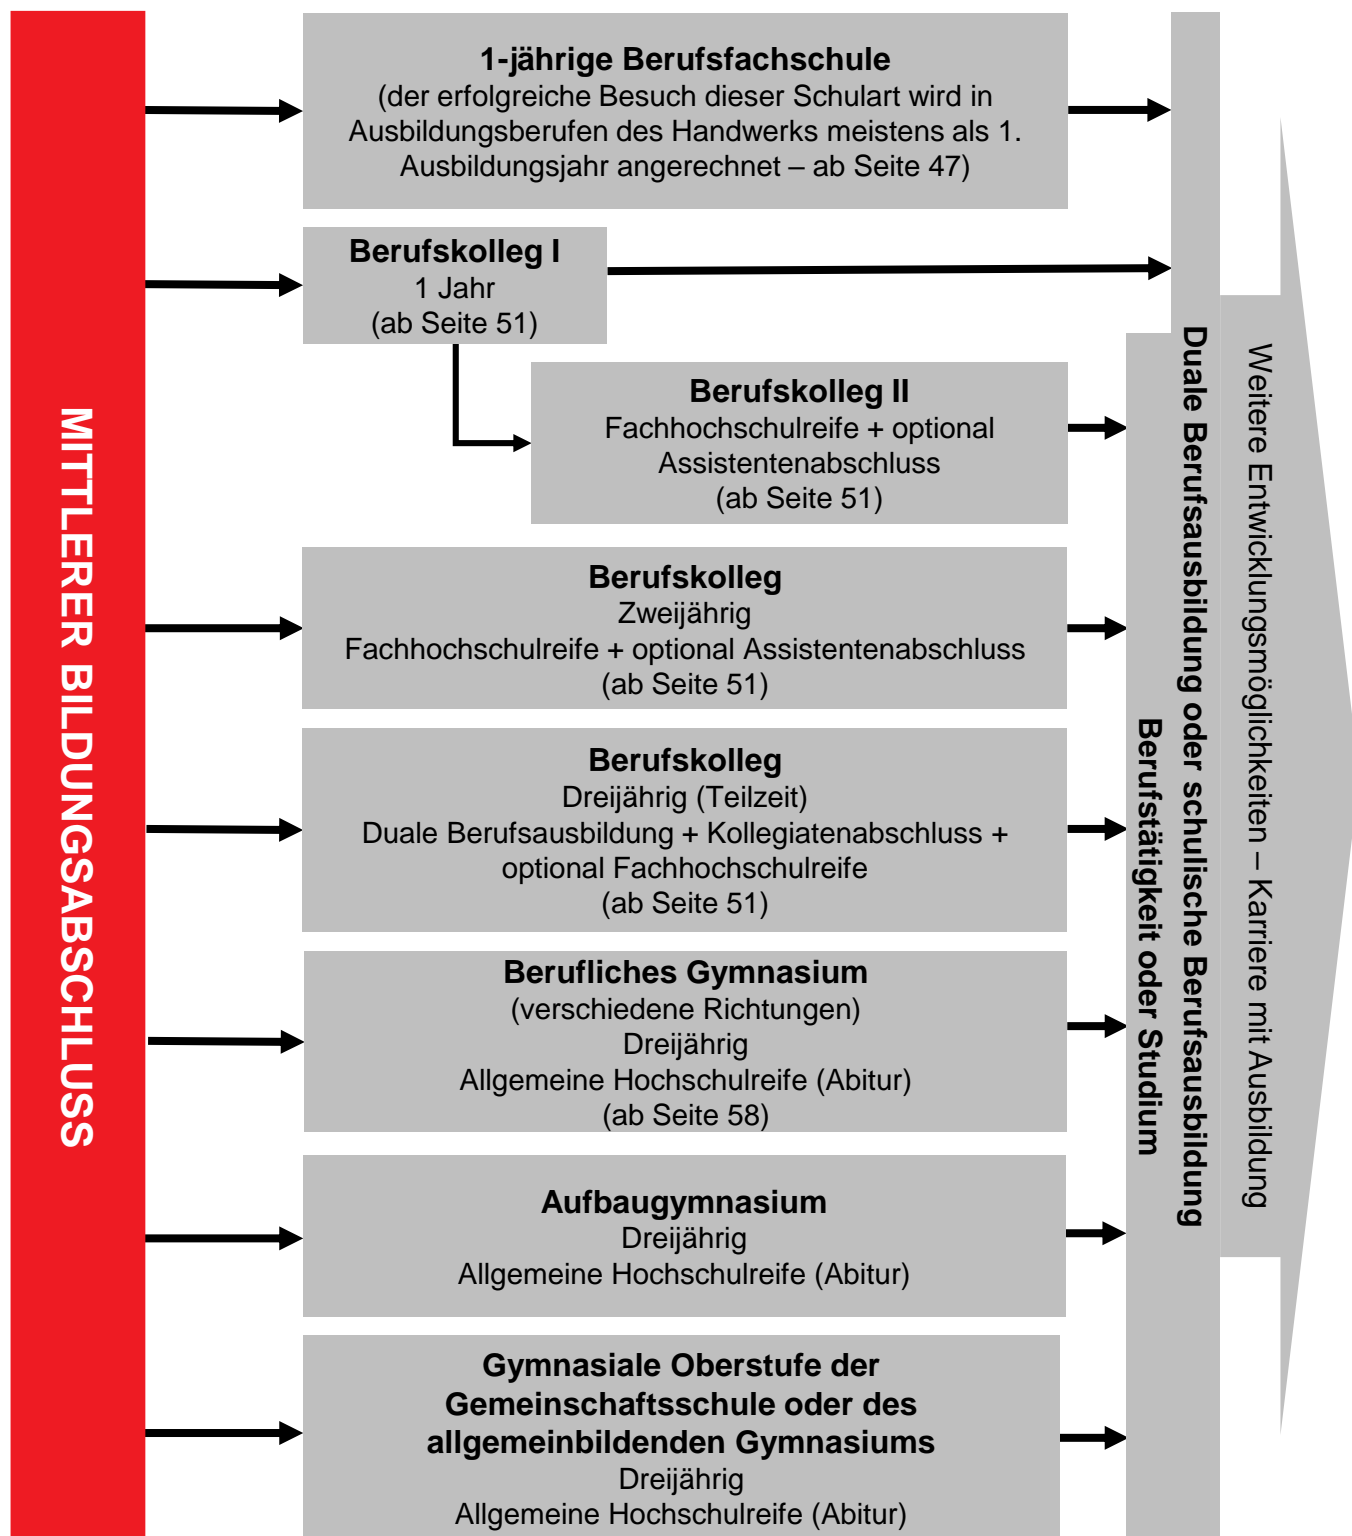 MITTLERER BILDUNGSABSCHLUSS
1-jährige Berufsfachschule
(der erfolgreiche Besuch dieser Schulart wird in
Ausbildungsberufen des Handwerks meistens als 1.
Ausbildungsjahr angerechnet – ab Seite 47)
Berufskolleg I
1 Jahr
(ab Seite 51)
Berufskolleg II
Fachhochschulreife + optional
Assistentenabschluss
(ab Seite 51)
Berufskolleg
Zweijährig
Fachhochschulreife + optional Assistentenabschluss
(ab Seite 51)
Berufskolleg
Dreijährig (Teilzeit)
Duale Berufsausbildung + Kollegiatenabschluss +
optional Fachhochschulreife
(ab Seite 51)
Berufliches Gymnasium
(verschiedene Richtungen)
Dreijährig
Allgemeine Hochschulreife (Abitur)
(ab Seite 58)
Aufbaugymnasium
Dreijährig
Allgemeine Hochschulreife (Abitur)
Gymnasiale Oberstufe der
Gemeinschaftsschule oder des
allgemeinbildenden Gymnasiums
Dreijährig
Allgemeine Hochschulreife (Abitur)
Duale Berufsausbildung oder schulische Berufsausbildung
Berufstätigkeit oder Studium
Weitere Entwicklungsmöglichkeiten – Karriere mit Ausbildung